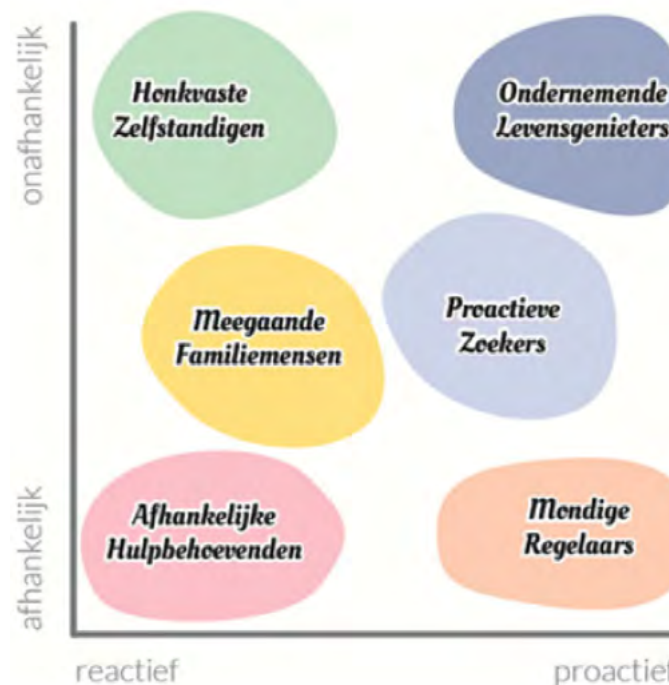 onafhankelijk
Honkvaste
Zelfstandigen
Ondernemende
Levensgenieters
Meegaande
Familiemensen
Proactieve
Zoekers
afhankelijk
Afhankelijke
Hulpbehoevenden
Mondige
Regelaars
reactief
proactief